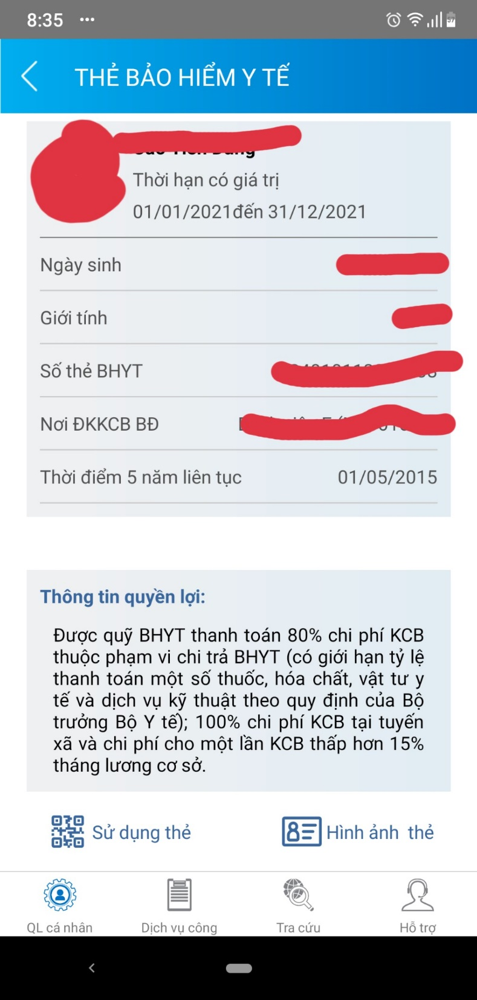 8:35
57
THẺ BẢO HIỂM Y TẾ
Thời hạn có giá trị
01/01/2021đến 31/12/2021
Ngày sinh
Giới tính
Số thẻ BHYT
Nơi ĐKKCB BĐ
Thời điểm 5 năm liên tục 01/05/2015
Thông tin quyền lợi:
Được quỹ BHYT thanh toán 80% chi phí KCB
thuộc phạm vi chi trả BHYT (có giới hạn tỷ lệ
thanh toán một số thuốc, hóa chất, vật tư y
tế và dịch vụ kỹ thuật theo quy định của Bộ
trưởng Bộ Y tế); 100% chi phí KCB tại tuyến
xã và chi phí cho một lần KCB thấp hơn 15%
tháng lương cơ sở.
Sử dụng thẻ Hình ảnh thẻ
QL cá nhân Dịch vụ công Tra cứu Hỗ trợ